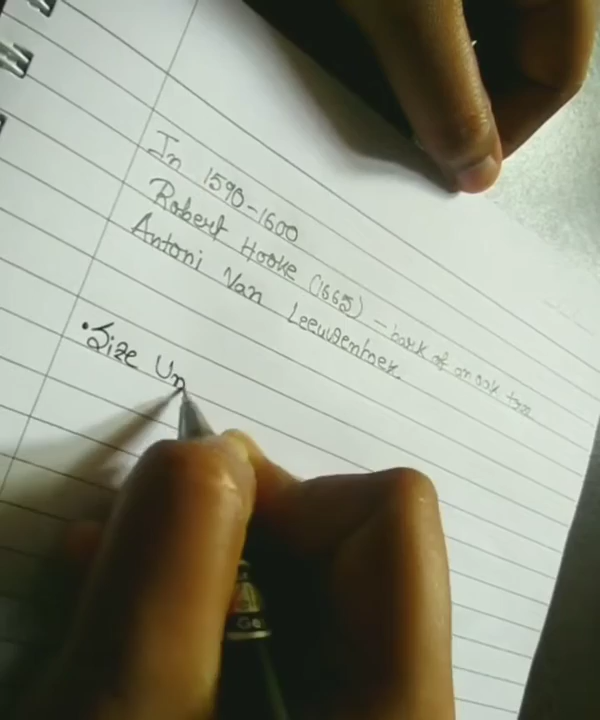 In 1590-1600
Robert Hooke (1665) - bark of an oak tree
Antoni Van Leeuwenhoek.
•Size Un